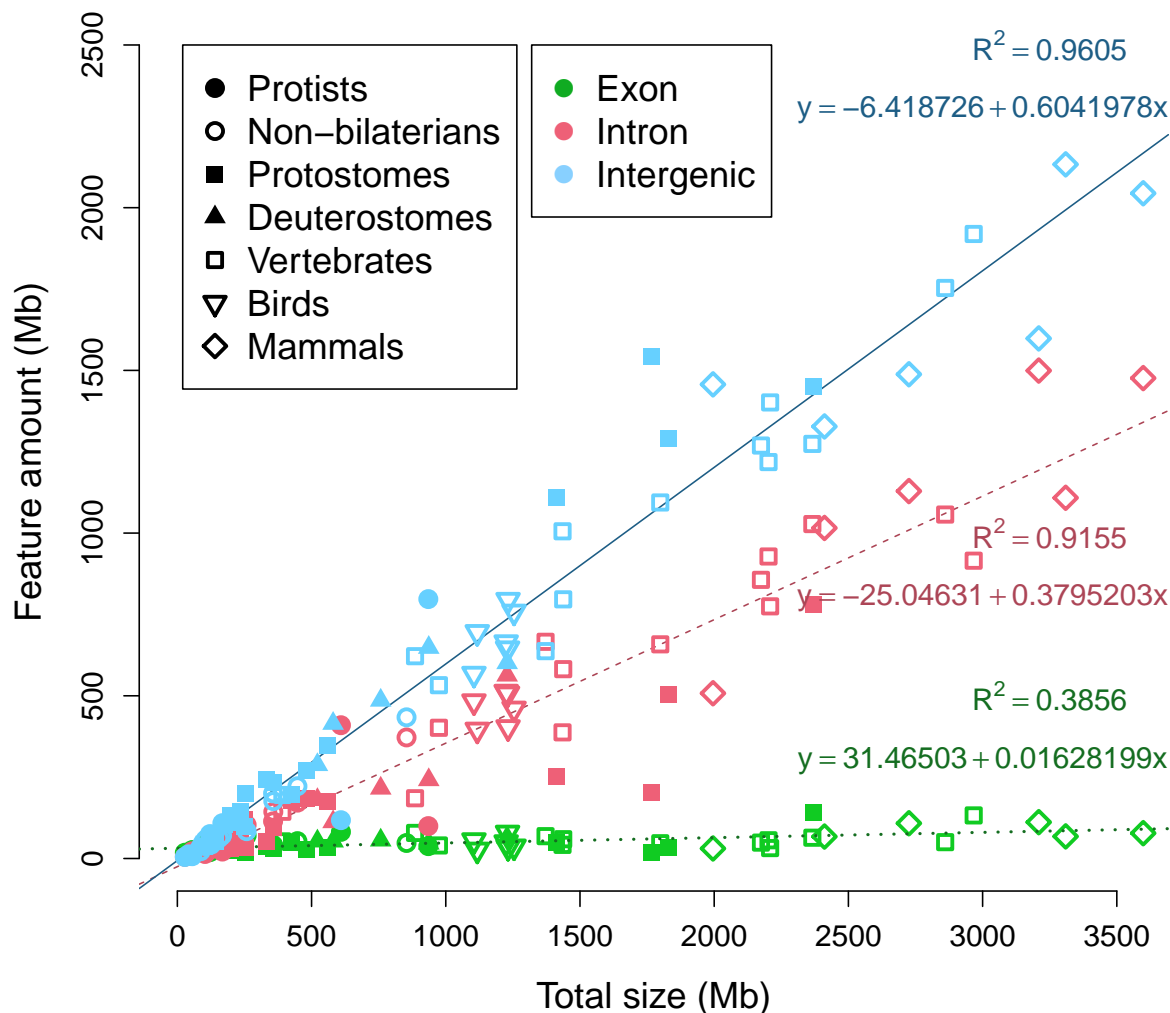 R² = 0.9605
y = −6.418726 + 0.6041978x
Protists
Non−bilaterians
Protostomes
Deuterostomes
Vertebrates
Birds
Mammals
Exon
Intron
Intergenic
R² = 0.9155
y = −25.04631 + 0.3795203x
R² = 0.3856
y = 31.46503 + 0.01628199x
Feature amount (Mb)
2500
2000
1500
1000
500
0
0 500 1000 1500 2000 2500 3000 3500
Total size (Mb)